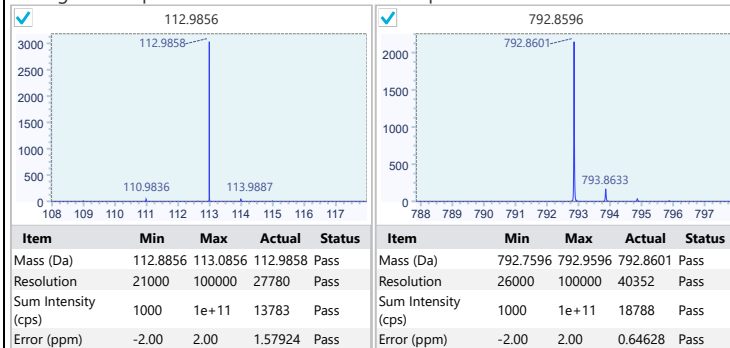 112.9856
3000
2500
2000
1500
1000
500
0
112.9858
110.9836
113.9887
108 109 110 111 112 113 114 115 116 117
Item Min Max Actual Status
Mass (Da) 112.8856 113.0856 112.9858 Pass
Resolution 21000 100000 27780 Pass
Sum Intensity
(cps) 1000 1e+11 13783 Pass
Error (ppm) -2.00 2.00 1.57924 Pass
792.8596
2000
1500
1000
500
0
792.8601
793.8633
788 789 790 791 792 793 794 795 796 797
Item Min Max Actual Status
Mass (Da) 792.7596 792.9596 792.8601 Pass
Resolution 26000 100000 40352 Pass
Sum Intensity
(cps) 1000 1e+11 18788 Pass
Error (ppm) -2.00 2.00 0.64628 Pass